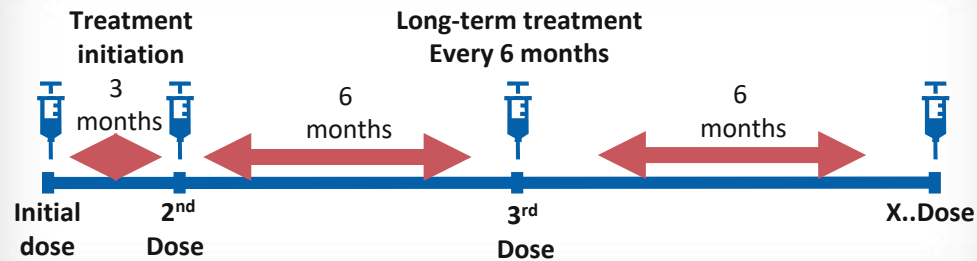 Treatment
initiation
Long-term treatment
Every 6 months
3
months
6
months
6
months
Initial
dose
2nd
Dose
3rd
Dose
X..Dose